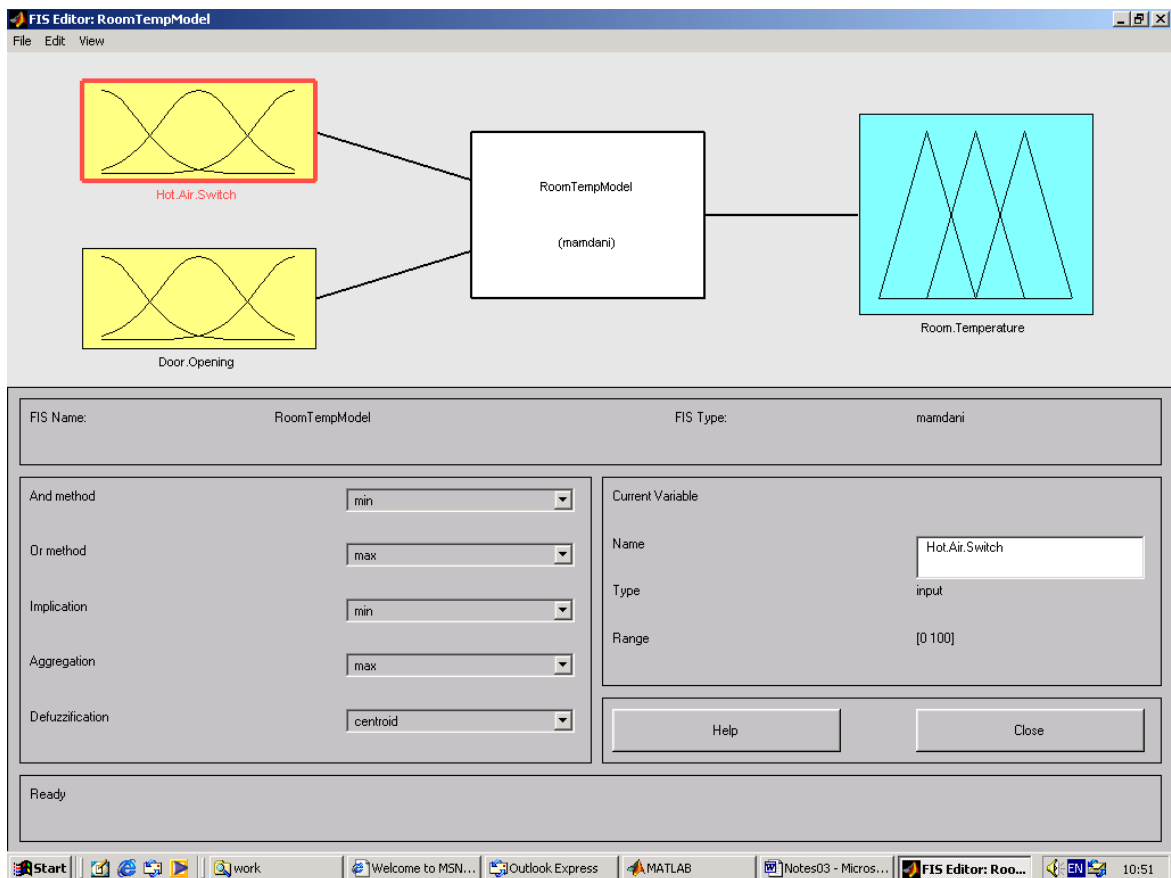 FIS Editor: RoomTempModel
File Edit View
Hot.Air.Switch
RoomTempModel
(mamdani)
Room.Temperature
Door.Opening
FIS Name: RoomTempModel FIS Type: mamdani
And method min
Or method max
Implication min
Aggregation max
Defuzzification centroid
Current Variable
Name Hot.Air.Switch
Type input
Range [0 100]
Help Close
Ready
Start work Welcome to MSN... Outlook Express MATLAB Notes03 - Micros... FIS Editor: Roo... EN 10:51